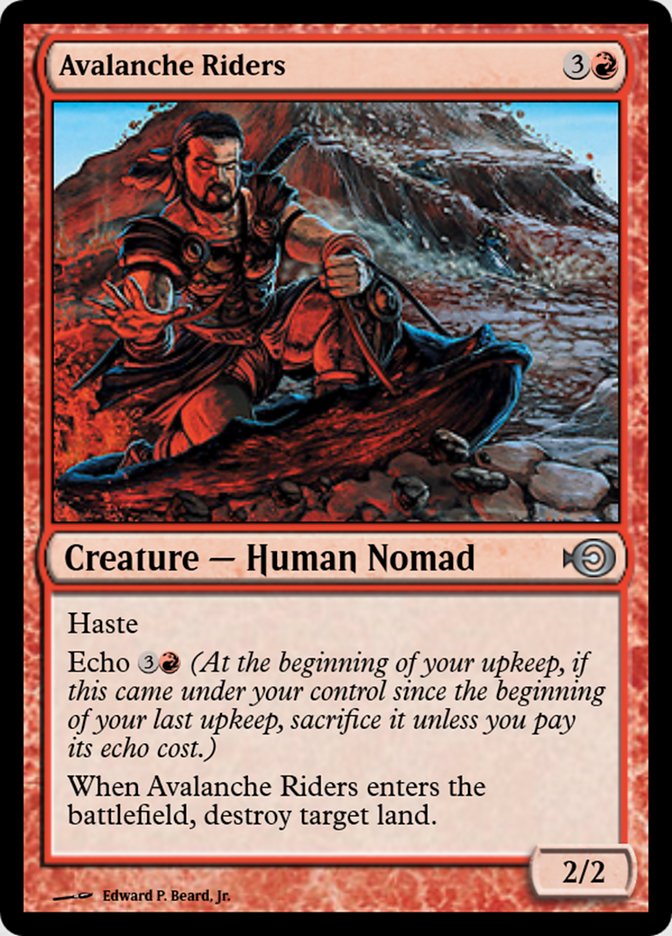 Avalanche Riders 3
Creature — Human Nomad
Haste
Echo 3 (At the beginning of your upkeep, if
this came under your control since the beginning
of your last upkeep, sacrifice it unless you pay
its echo cost.)
When Avalanche Riders enters the
battlefield, destroy target land.
2/2
Edward P. Beard, Jr.